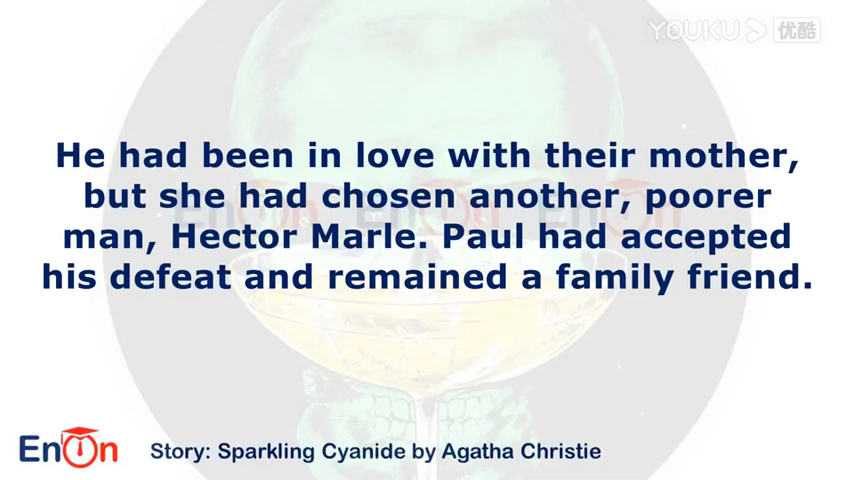 YOUKU 优酷
He had been in love with their mother,
but she had chosen another, poorer
man, Hector Marle. Paul had accepted
his defeat and remained a family friend.
EnOn
Story: Sparkling Cyanide by Agatha Christie